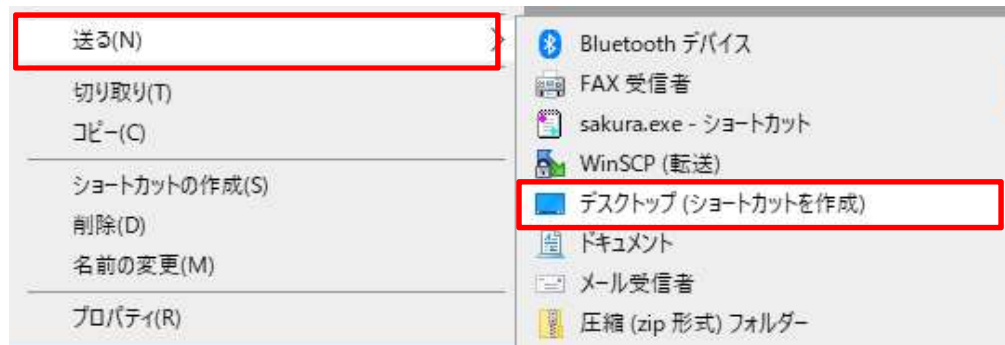 送る(N)
切り取り(T)
コピー(C)
ショートカットの作成(S)
削除(D)
名前の変更(M)
プロパティ(R)
Bluetooth デバイス
FAX 受信者
sakura.exe - ショートカット
WinSCP (転送)
デスクトップ (ショートカットを作成)
ドキュメント
メール受信者
圧縮 (zip 形式) フォルダー